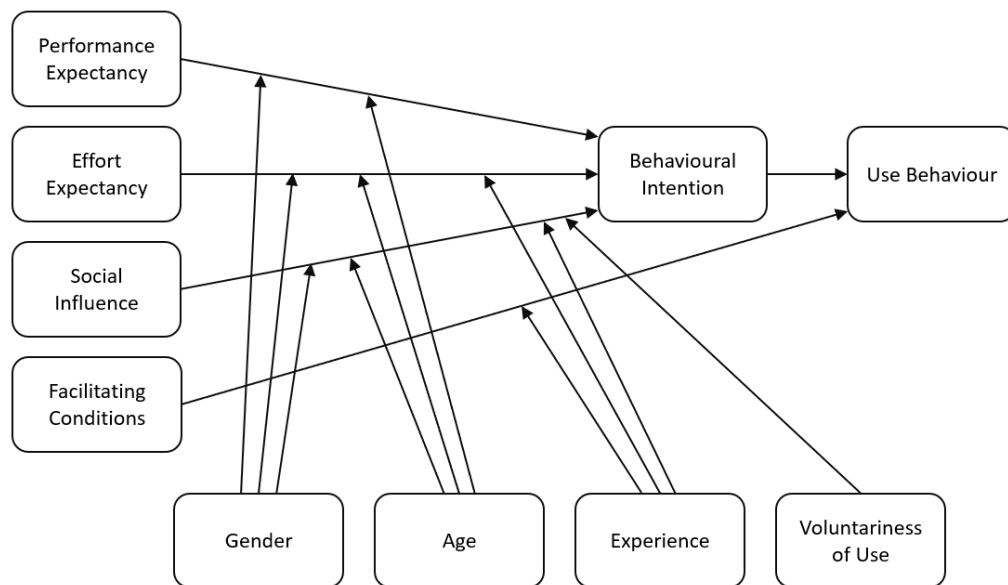 Performance
Expectancy
Effort
Expectancy
Behavioural
Intention
Use Behaviour
Social
Influence
Facilitating
Conditions
Gender
Age
Experience
Voluntariness
of Use